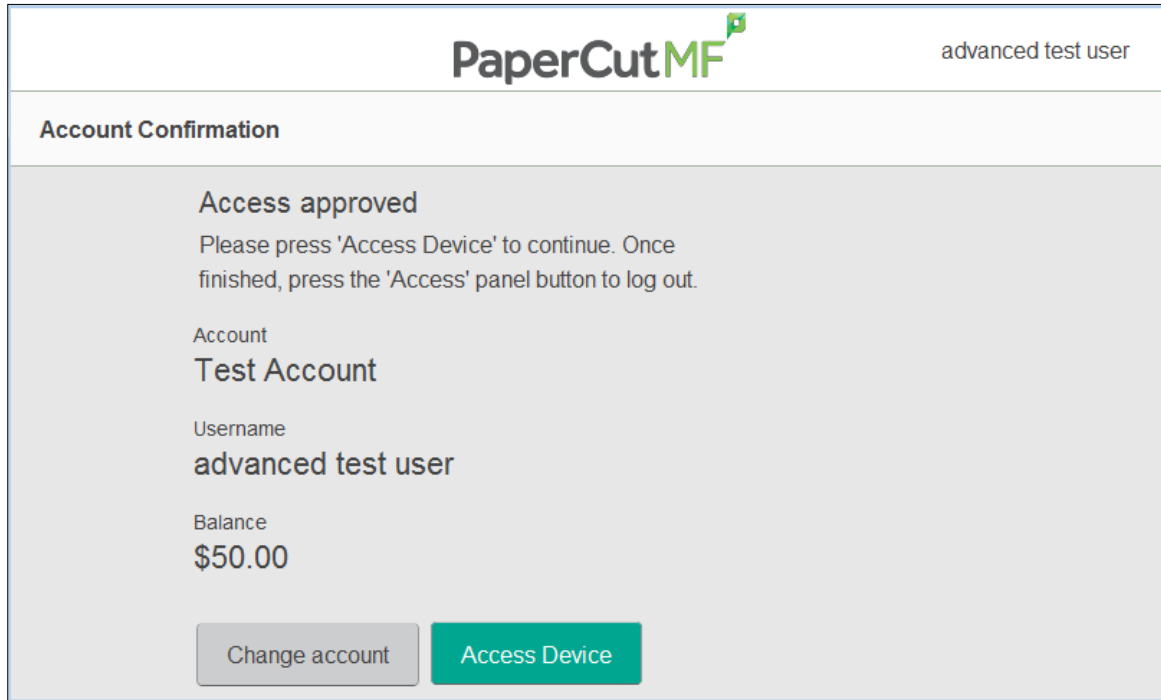 PaperCutMF
advanced test user
Account Confirmation
Access approved
Please press 'Access Device' to continue. Once
finished, press the 'Access' panel button to log out.
Account
Test Account
Username
advanced test user
Balance
$50.00
Change account
Access Device